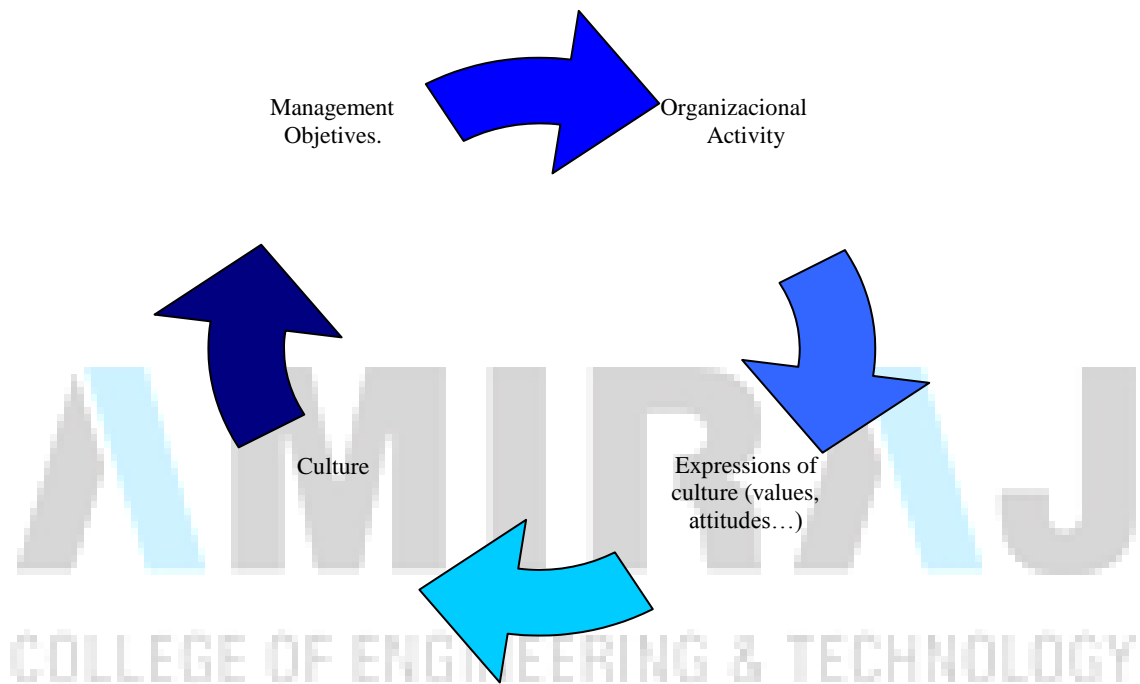 Management
Objetives.
Organizacional
Activity
Culture
Expressions of
culture (values,
attitudes…)
AMIRAJ
COLLEGE OF ENGINEERING & TECHNOLOGY